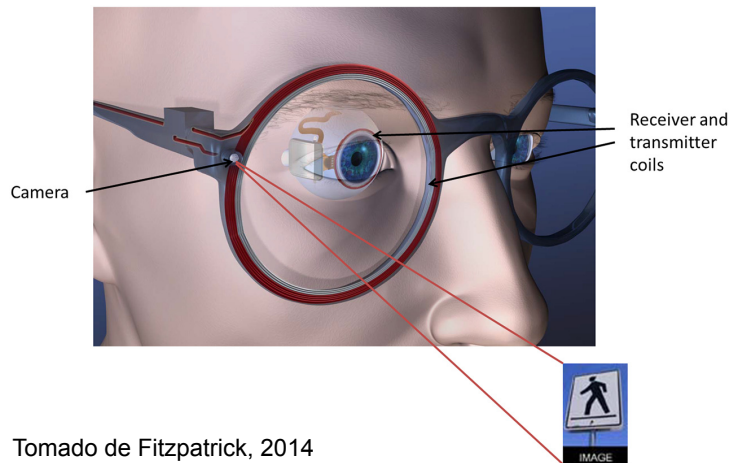 Camera
Receiver and
transmitter
coils
IMAGE
Tomado de Fitzpatrick, 2014